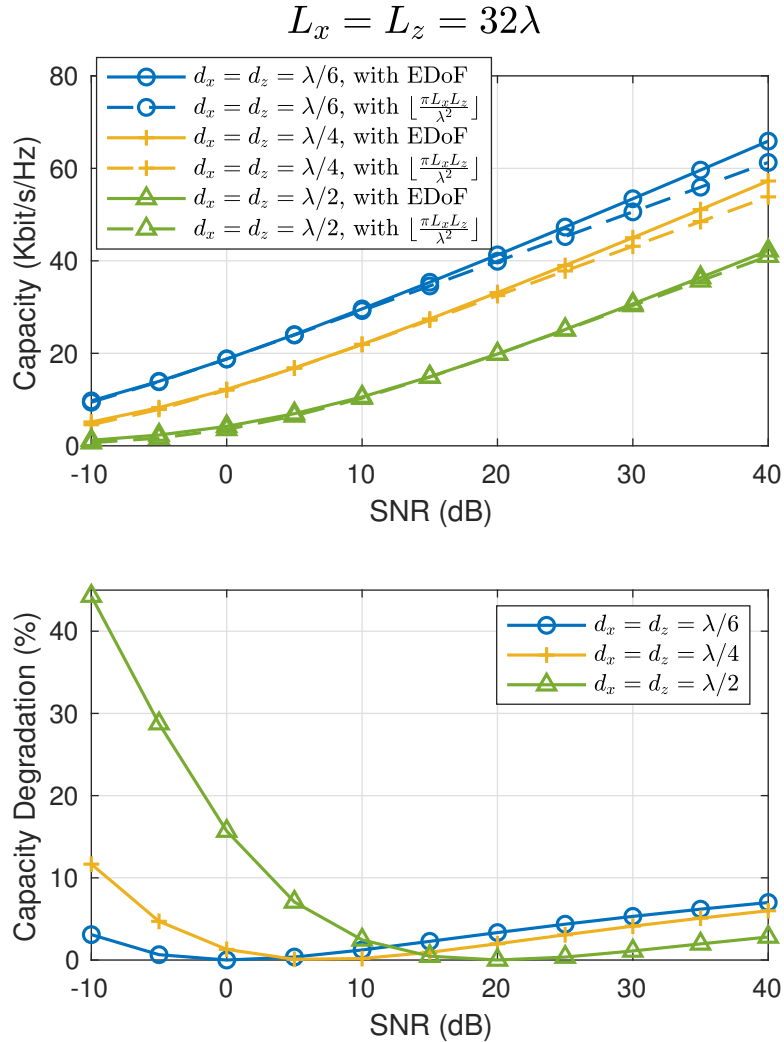 L_x = L_z = 32λ
d_x = d_z = λ/6, with EDoF
d_x = d_z = λ/6, with ⌊πL_xL_z/λ²⌋
d_x = d_z = λ/4, with EDoF
d_x = d_z = λ/4, with ⌊πL_xL_z/λ²⌋
d_x = d_z = λ/2, with EDoF
d_x = d_z = λ/2, with ⌊πL_xL_z/λ²⌋
Capacity (Kbit/s/Hz)
80
60
40
20
0
-10 0 10 20 30 40
SNR (dB)
d_x = d_z = λ/6
d_x = d_z = λ/4
d_x = d_z = λ/2
Capacity Degradation (%)
40
30
20
10
0
-10 0 10 20 30 40
SNR (dB)